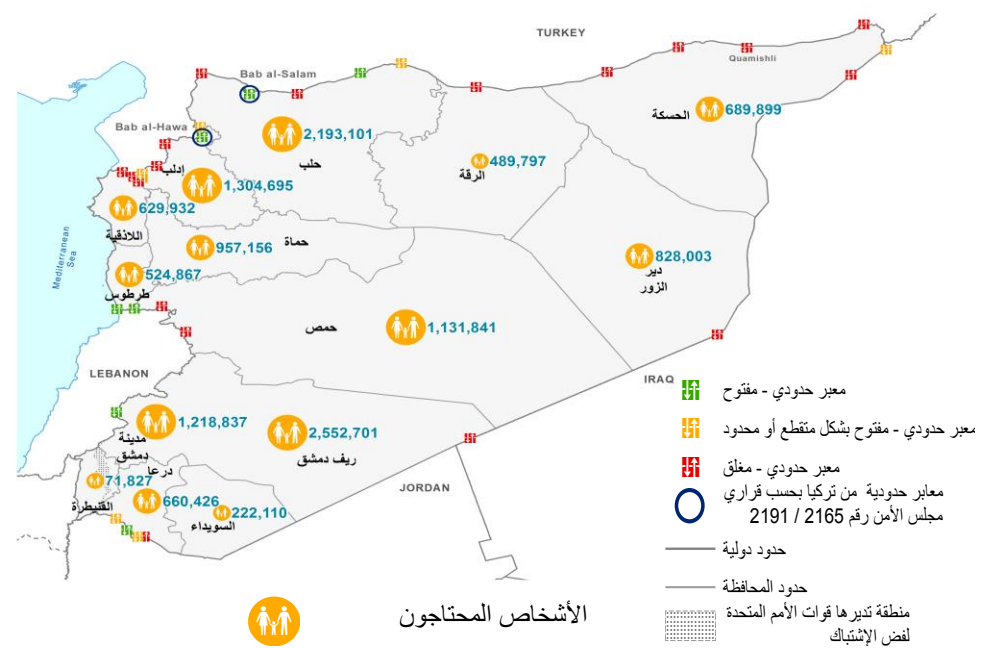 TURKEY
Bab al-Salam
Quamishli
Bab al-Hawa
الحسكة
689,899
2,193,101
حلب
489,797
الرقة
إدلب
1,304,695
629,932
اللاذقية
حماة
957,156
828,003
دير
الزور
524,867
طرطوس
Mediterranean
Sea
حمص
1,131,841
LEBANON
IRAQ
JORDAN
1,218,837
مدينة
دمشق
2,552,701
ريف دمشق
درعا
71,827
القنيطرة
660,426
222,110
السويداء
معبر حدودي - مفتوح
معبر حدودي - مفتوح بشكل متقطع أو محدود
معبر حدودي - مغلق
معابر حدودية من تركيا بحسب قراري
مجلس الأمن رقم 2165 / 2191
حدود دولية
حدود المحافظة
منطقة تديرها قوات الأمم المتحدة
لفض الإشتباك
الأشخاص المحتاجون